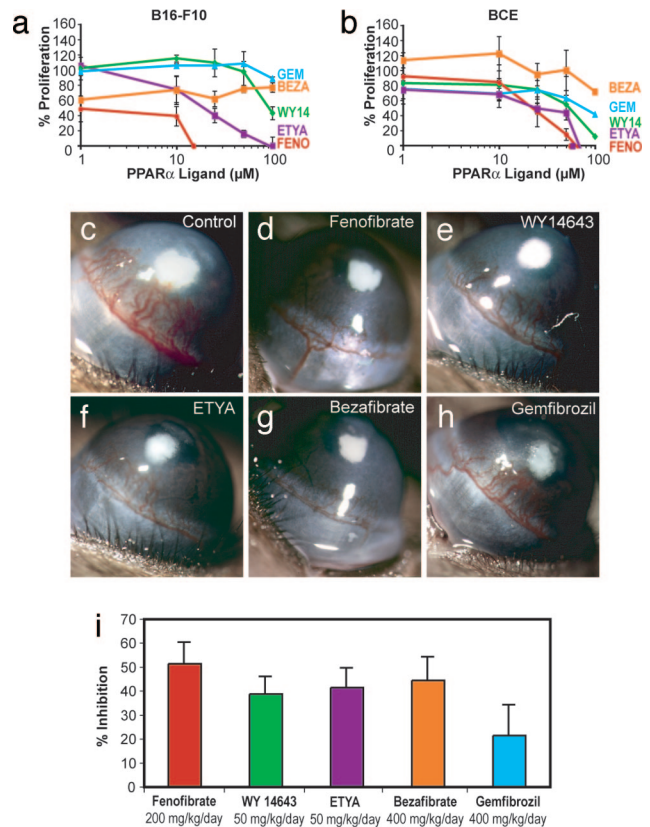 a
B16-F10
% Proliferation
160
140
120
100
80
60
40
20
0
1
10
100
PPARα Ligand (μM)
GEM
BEZA
WY14
ETYA
FENO
b
BCE
% Proliferation
160
140
120
100
80
60
40
20
0
1
10
100
PPARα Ligand (μM)
BEZA
GEM
WY14
ETYA
FENO
c
Control
d
Fenofibrate
e
WY14643
f
ETYA
g
Bezafibrate
h
Gemfibrozil
i
% Inhibition
70
60
50
40
30
20
10
0
Fenofibrate
200 mg/kg/day
WY 14643
50 mg/kg/day
ETYA
50 mg/kg/day
Bezafibrate
400 mg/kg/day
Gemfibrozil
400 mg/kg/day